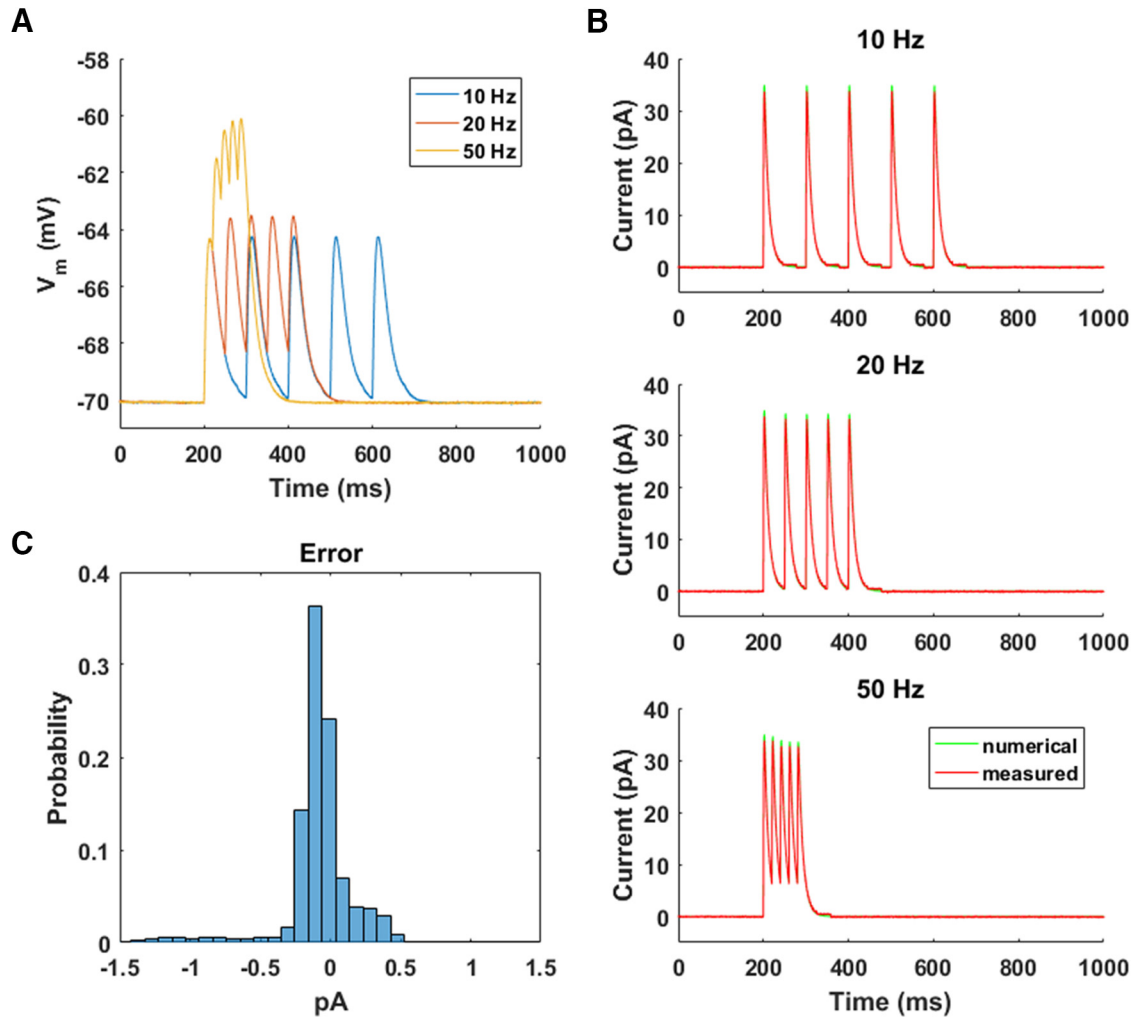 A
-58
-60
-62
-64
-66
-68
-70
V_m (mV)
10 Hz
20 Hz
50 Hz
0 200 400 600 800 1000
Time (ms)
B
10 Hz
40
30
20
10
0
Current (pA)
0 200 400 600 800 1000
20 Hz
40
30
20
10
0
Current (pA)
0 200 400 600 800 1000
50 Hz
40
30
20
10
0
Current (pA)
numerical
measured
0 200 400 600 800 1000
Time (ms)
C
Error
0.4
0.3
0.2
0.1
0
Probability
-1.5 -1 -0.5 0 0.5 1 1.5
pA